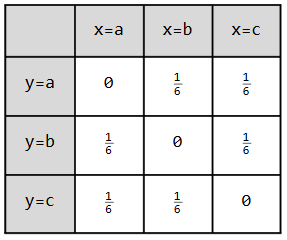 x=a x=b x=c
y=a 0 1/6 1/6
y=b 1/6 0 1/6
y=c 1/6 1/6 0